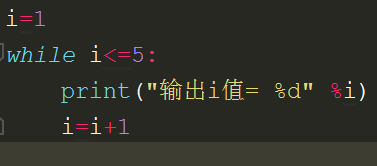 i=1
while i<=5:
    print("输出i值= %d" %i)
    i=i+1